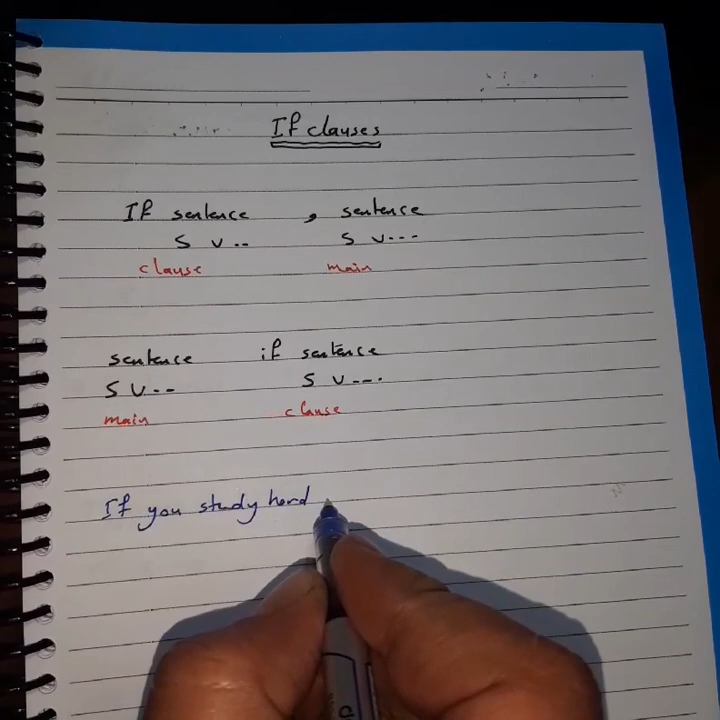 If clauses
If sentence , sentence
S v.. S v...
clause main
sentence if sentence
S v-- S v---.
main clause
If you study hard